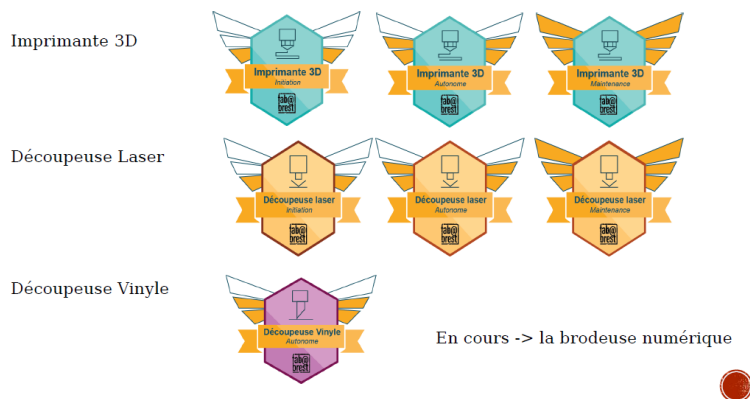 Imprimante 3D
Imprimante 3D
Initiation
fab@
brest
Imprimante 3D
Autonome
fab@
brest
Imprimante 3D
Maintenance
fab@
brest
Découpeuse Laser
Découpeuse laser
Initiation
fab@
brest
Découpeuse laser
Autonome
fab@
brest
Découpeuse laser
Maintenance
fab@
brest
Découpeuse Vinyle
Découpeuse Vinyle
Autonome
fab@
brest
En cours -> la brodeuse numérique